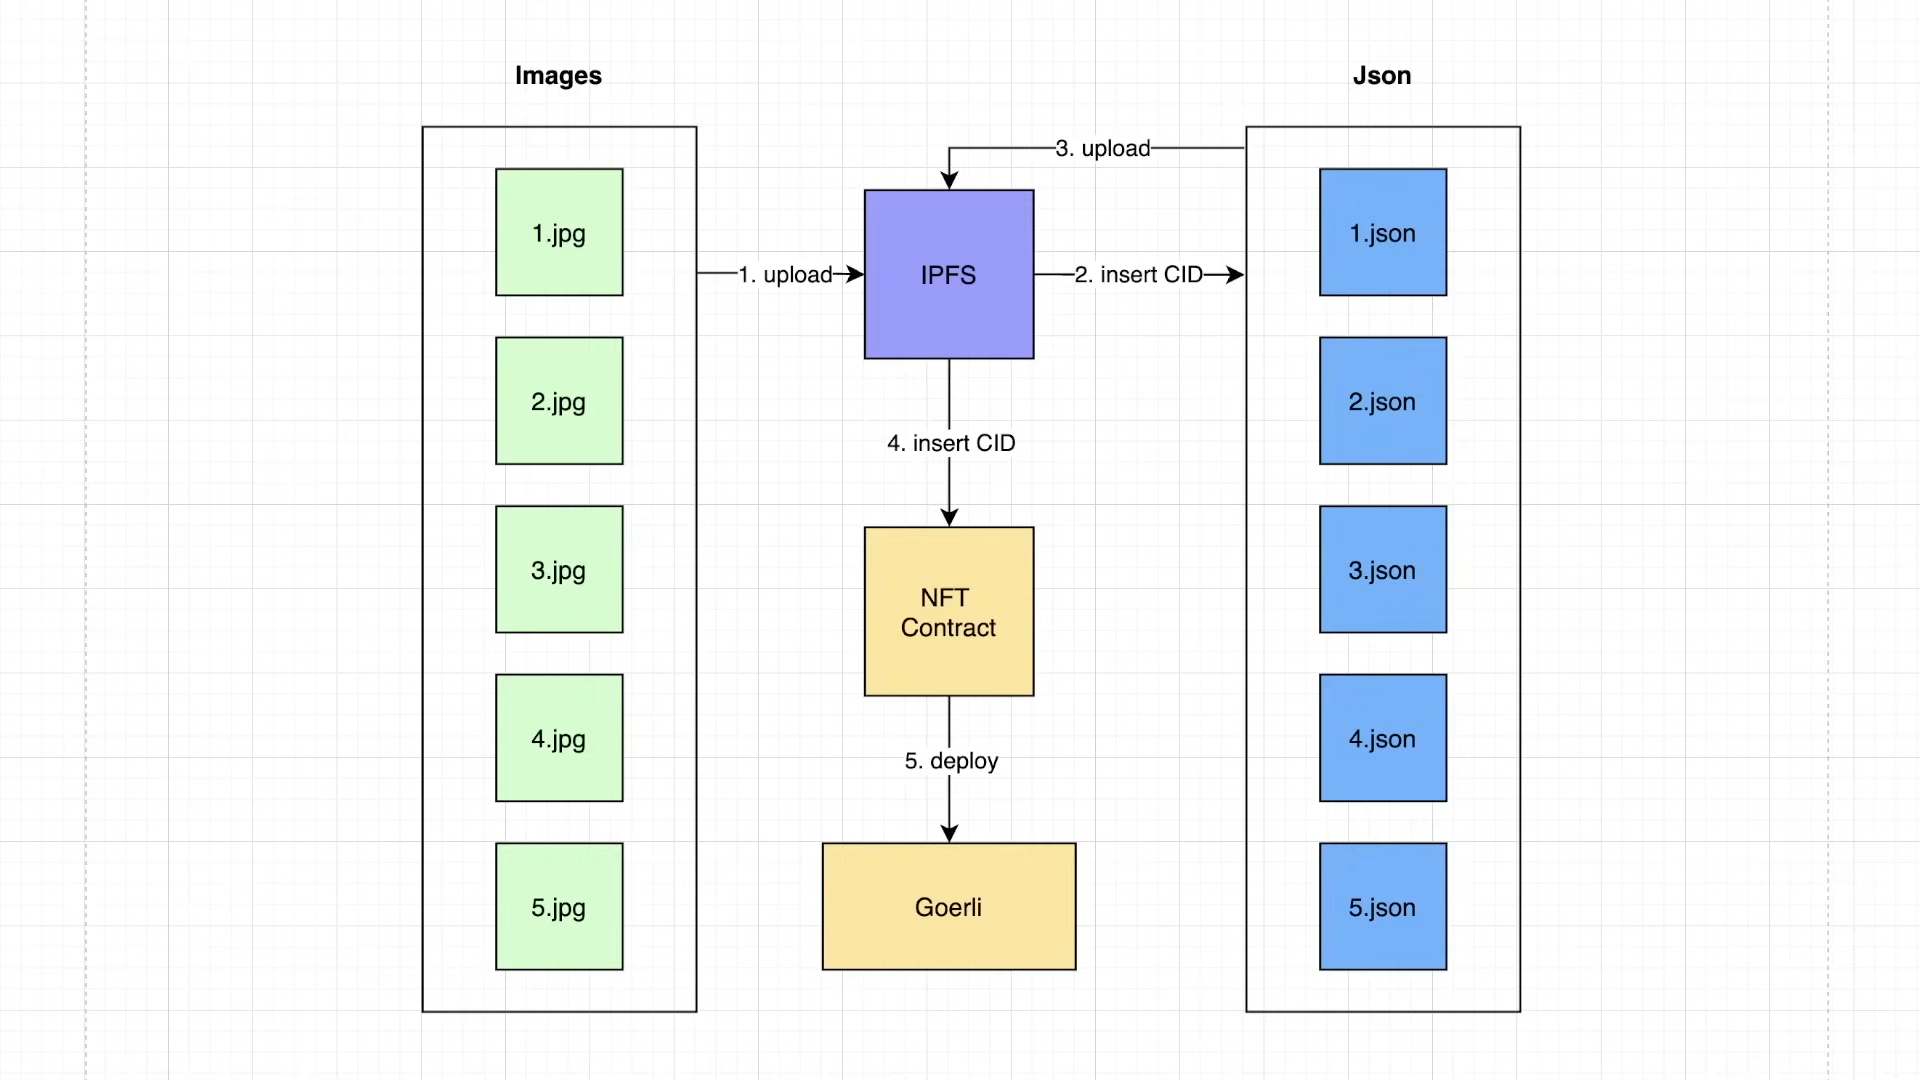 Images
Json
3. upload
1.jpg
1. upload
IPFS
2. insert CID
1.json
2.jpg
4. insert CID
2.json
3.jpg
NFT
Contract
3.json
4.jpg
5. deploy
4.json
5.jpg
Goerli
5.json